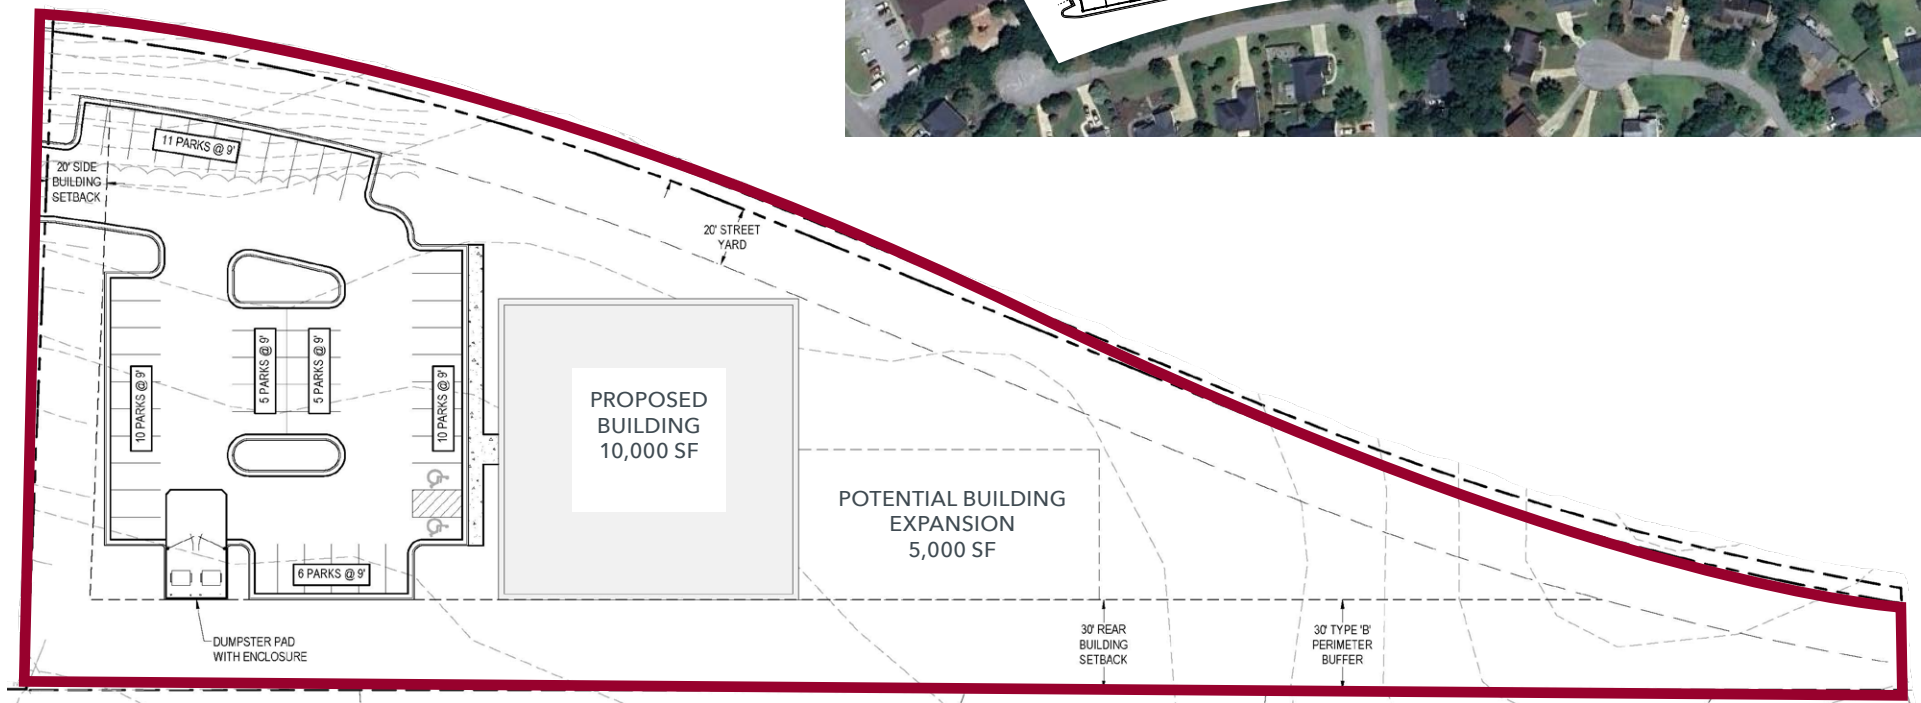 11 PARKS @ 9'
20' SIDE
BUILDING
SETBACK
20' STREET
YARD
10 PARKS @ 9'
5 PARKS @ 9'
5 PARKS @ 9'
10 PARKS @ 9'
PROPOSED
BUILDING
10,000 SF
POTENTIAL BUILDING
EXPANSION
5,000 SF
6 PARKS @ 9'
DUMPSTER PAD
WITH ENCLOSURE
30' REAR
BUILDING
SETBACK
30' TYPE 'B'
PERIMETER
BUFFER